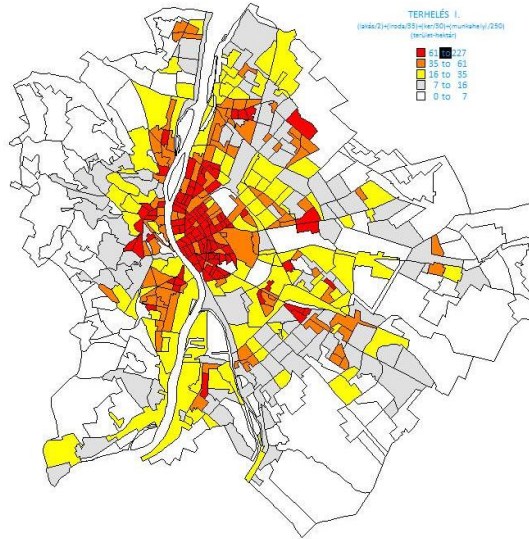 TERHELÉS I.
(lakás/2)+(iroda/35)+(ker/50)+(munkahely/250)
(terület-hektár)
61 to 227
35 to 61
16 to 35
7 to 16
0 to 7